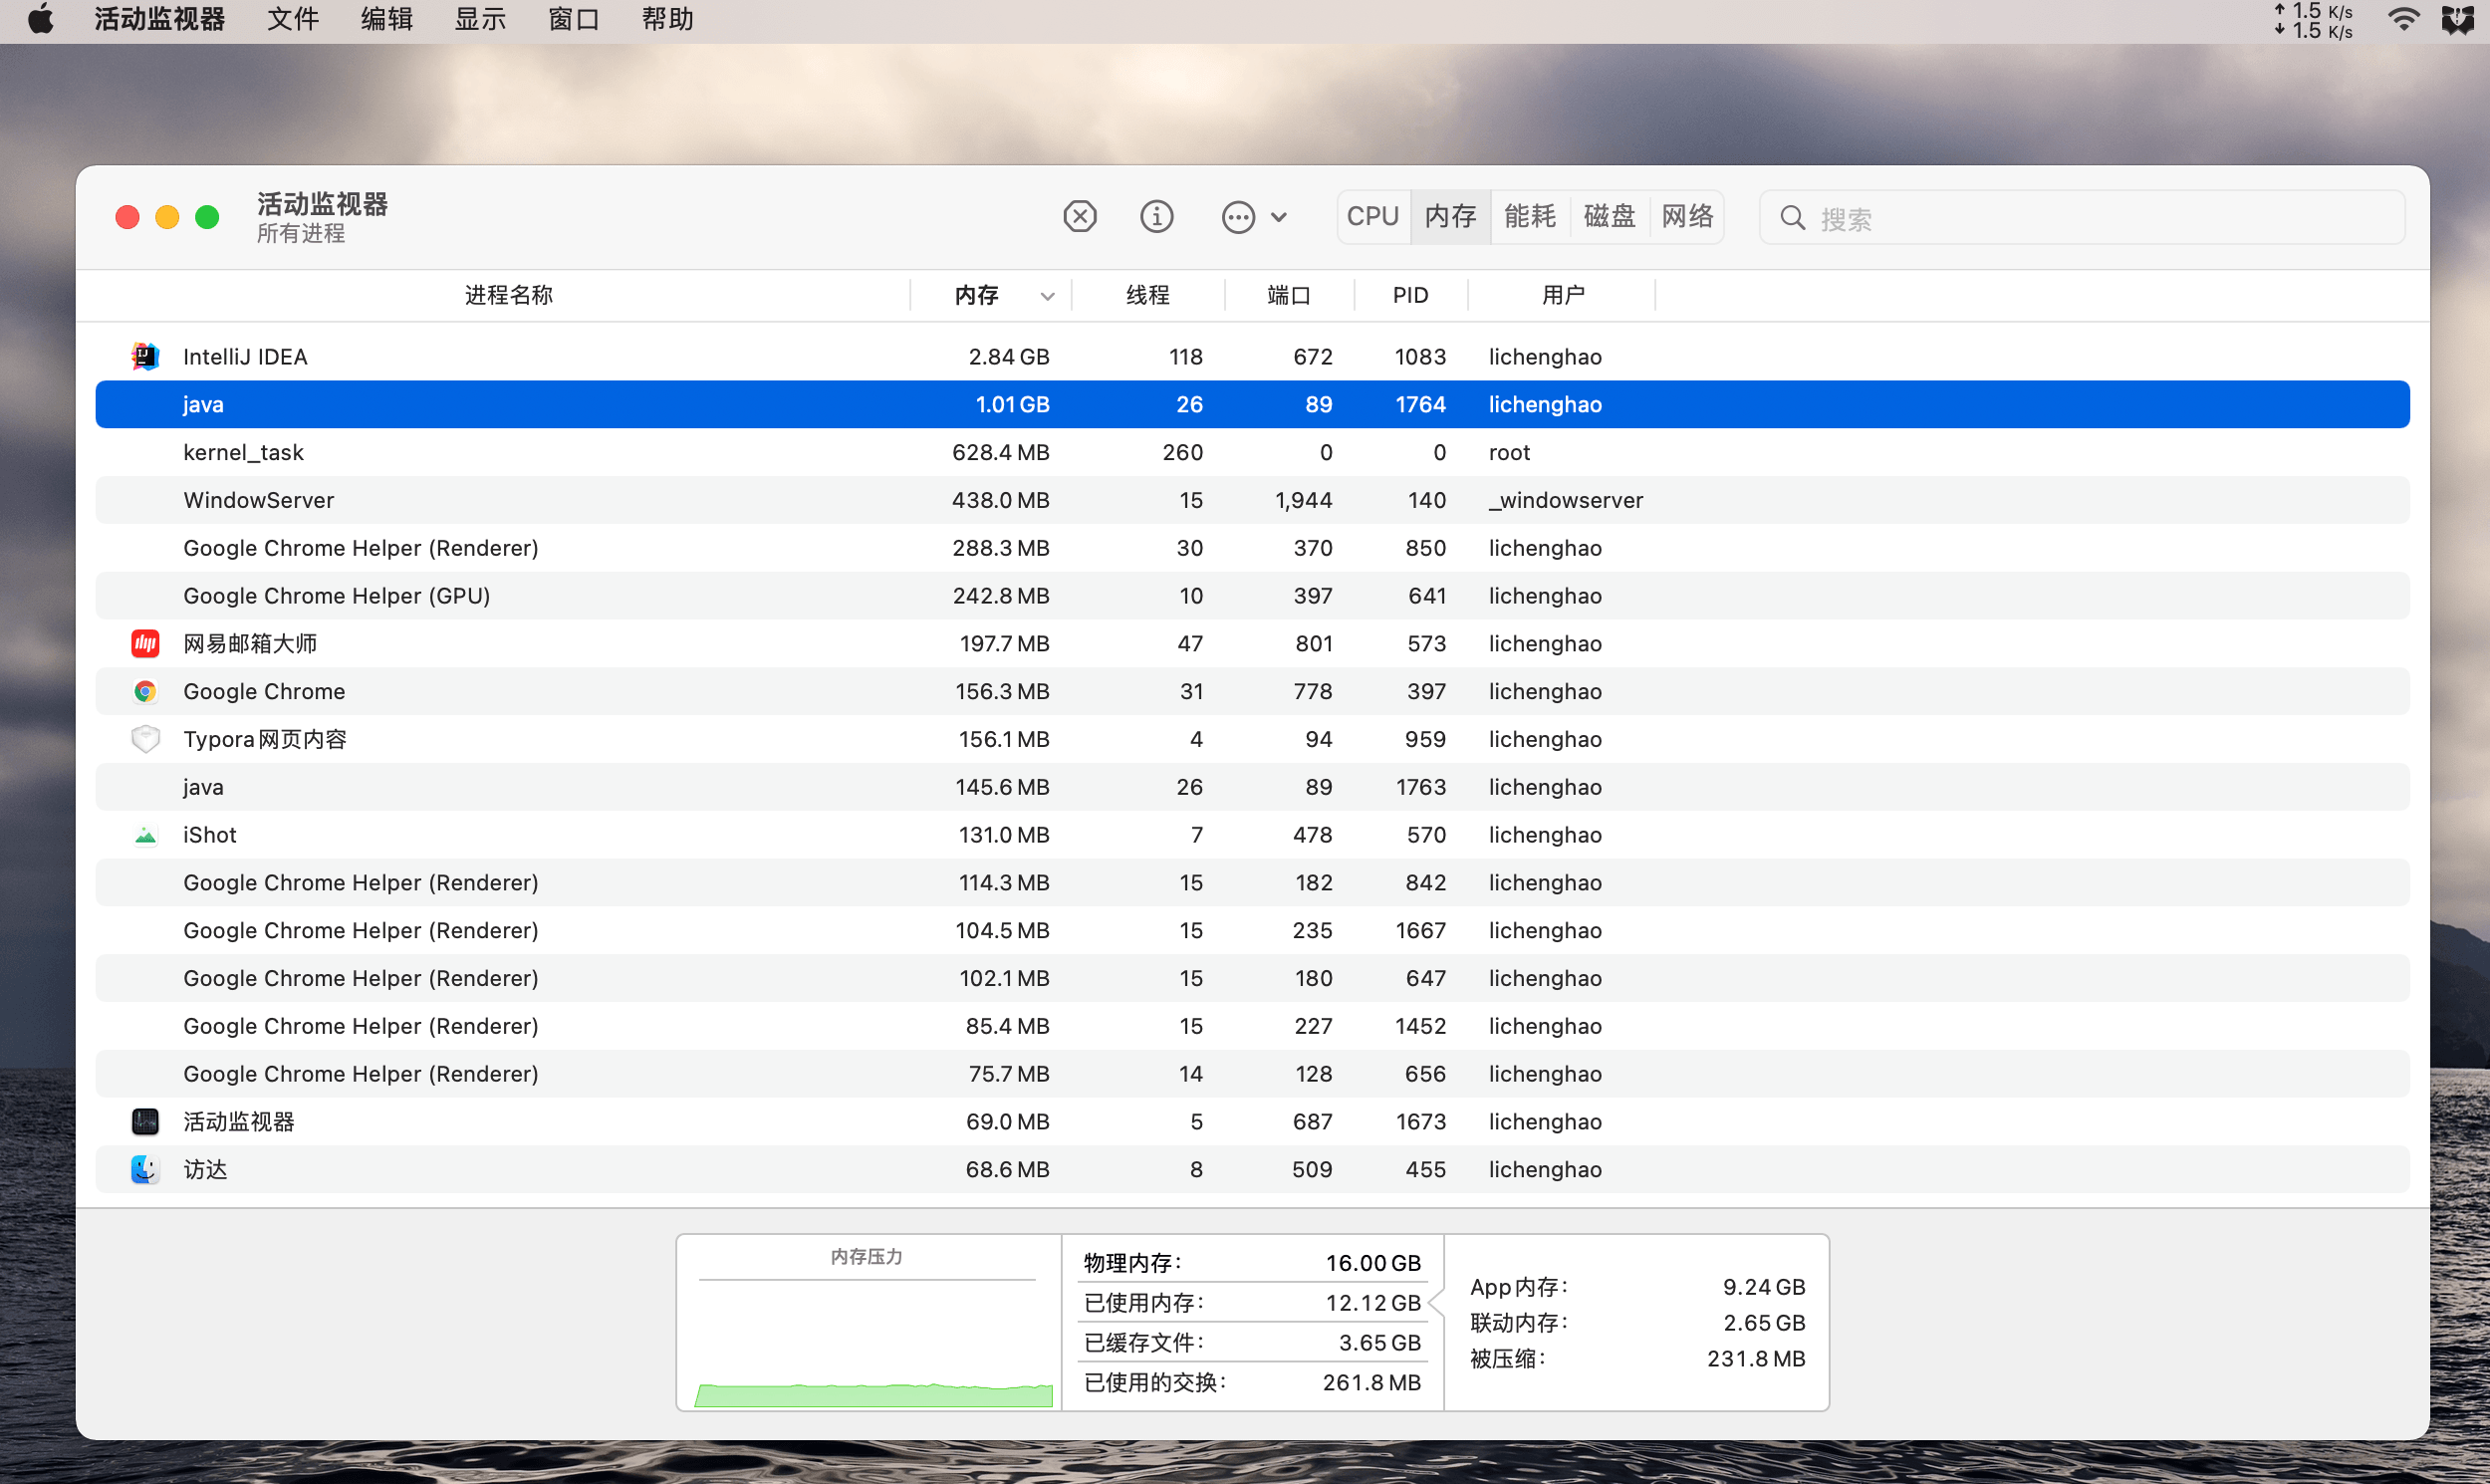 活动监视器 文件 编辑 显示 窗口 帮助
1.5 K/s
1.5 K/s
活动监视器
所有进程
CPU 内存 能耗 磁盘 网络 搜索
进程名称 内存 线程 端口 PID 用户
IntelliJ IDEA 2.84 GB 118 672 1083 lichenghao
java 1.01 GB 26 89 1764 lichenghao
kernel_task 628.4 MB 260 0 0 root
WindowServer 438.0 MB 15 1,944 140 _windowserver
Google Chrome Helper (Renderer) 288.3 MB 30 370 850 lichenghao
Google Chrome Helper (GPU) 242.8 MB 10 397 641 lichenghao
网易邮箱大师 197.7 MB 47 801 573 lichenghao
Google Chrome 156.3 MB 31 778 397 lichenghao
Typora网页内容 156.1 MB 4 94 959 lichenghao
java 145.6 MB 26 89 1763 lichenghao
iShot 131.0 MB 7 478 570 lichenghao
Google Chrome Helper (Renderer) 114.3 MB 15 182 842 lichenghao
Google Chrome Helper (Renderer) 104.5 MB 15 235 1667 lichenghao
Google Chrome Helper (Renderer) 102.1 MB 15 180 647 lichenghao
Google Chrome Helper (Renderer) 85.4 MB 15 227 1452 lichenghao
Google Chrome Helper (Renderer) 75.7 MB 14 128 656 lichenghao
活动监视器 69.0 MB 5 687 1673 lichenghao
访达 68.6 MB 8 509 455 lichenghao
内存压力
物理内存: 16.00 GB
已使用内存: 12.12 GB
已缓存文件: 3.65 GB
已使用的交换: 261.8 MB
App内存: 9.24 GB
联动内存: 2.65 GB
被压缩: 231.8 MB